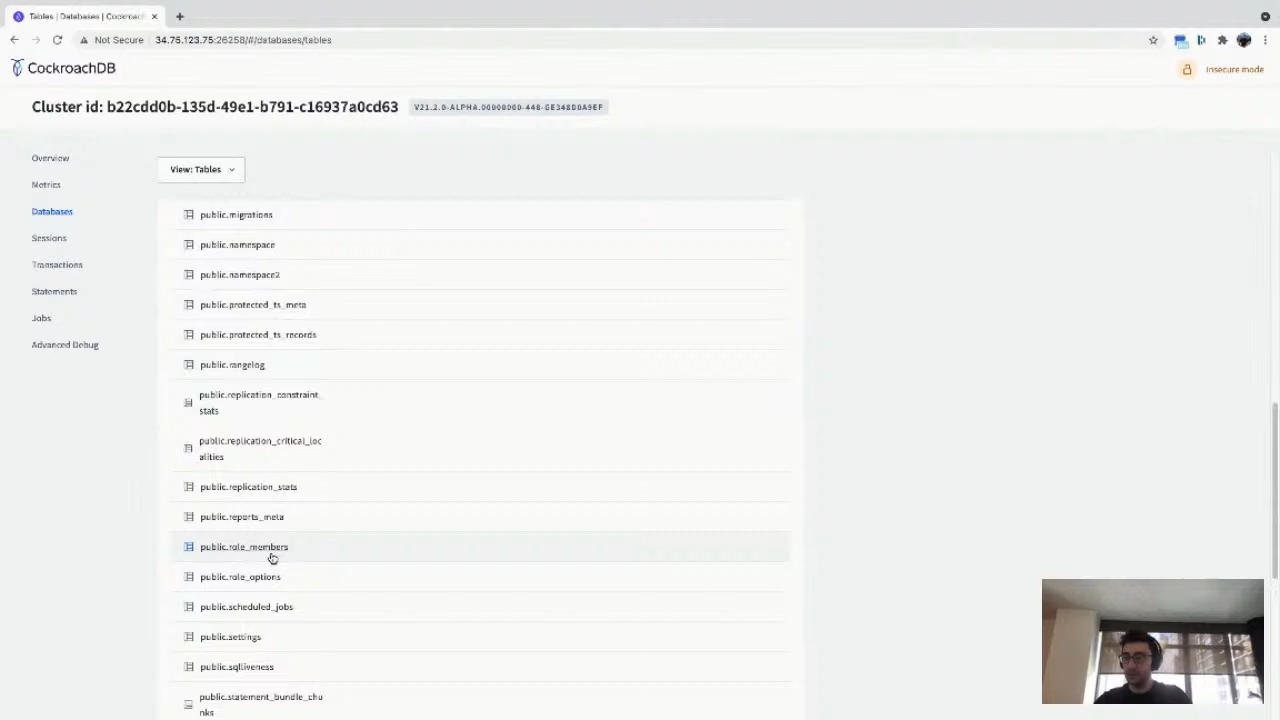 Tables | Databases | Cockroach
Not Secure
34.75.123.75:26258/#/databases/tables
CockroachDB
Insecure mode
Cluster id: b22cdd0b-135d-49e1-b791-c16937a0cd63
Overview
Metrics
Databases
Sessions
Transactions
Statements
Jobs
Advanced Debug
View: Tables
public.migrations
public.namespace
public.namespace2
public.protected_ts_meta
public.protected_ts_records
public.rangelog
public.replication_constraint_
stats
public.replication_critical_loc
alities
public.replication_stats
public.reports_meta
public.role_members
public.role_options
public.scheduled_jobs
public.settings
public.sqlliveness
public.statement_bundle_chu
nks